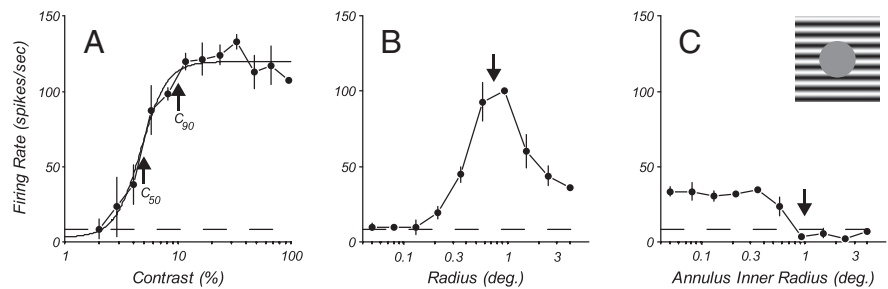 A
B
C
Firing Rate (spikes/sec)
150
100
50
0
C90
C50
1
10
100
Contrast (%)
150
100
50
0
0.1
0.3
1
3
Radius (deg.)
150
100
50
0
0.1
0.3
1
3
Annulus Inner Radius (deg.)